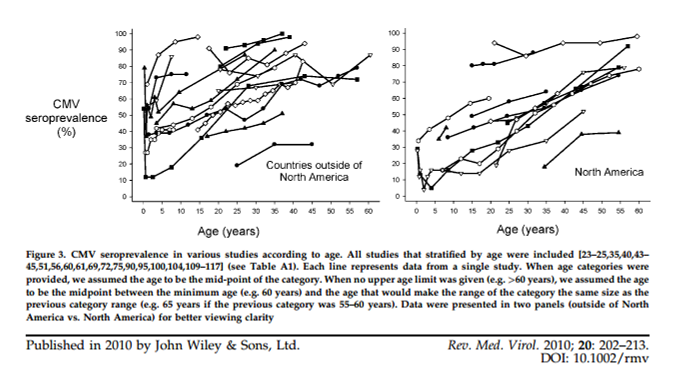 CMV
seroprevalence
(%)
100
90
80
70
60
50
40
30
20
10
0
0 5 10 15 20 25 30 35 40 45 50 55 60
Age (years)
Countries outside of
North America
100
90
80
70
60
50
40
30
20
10
0
0 5 10 15 20 25 30 35 40 45 50 55 60
Age (years)
North America
Figure 3. CMV seroprevalence in various studies according to age. All studies that stratified by age were included [23–25,35,40,43–
45,51,56,60,61,69,72,75,90,95,100,104,109–117] (see Table A1). Each line represents data from a single study. When age categories were
provided, we assumed the age to be the mid-point of the category. When no upper age limit was given (e.g. >60 years), we assumed the age
to be the midpoint between the minimum age (e.g. 60 years) and the age that would make the range of the category the same size as the
previous category range (e.g. 65 years if the previous category was 55–60 years). Data were presented in two panels (outside of North
America vs. North America) for better viewing clarity
Published in 2010 by John Wiley & Sons, Ltd.
Rev. Med. Virol. 2010; 20: 202–213.
DOI: 10.1002/rmv